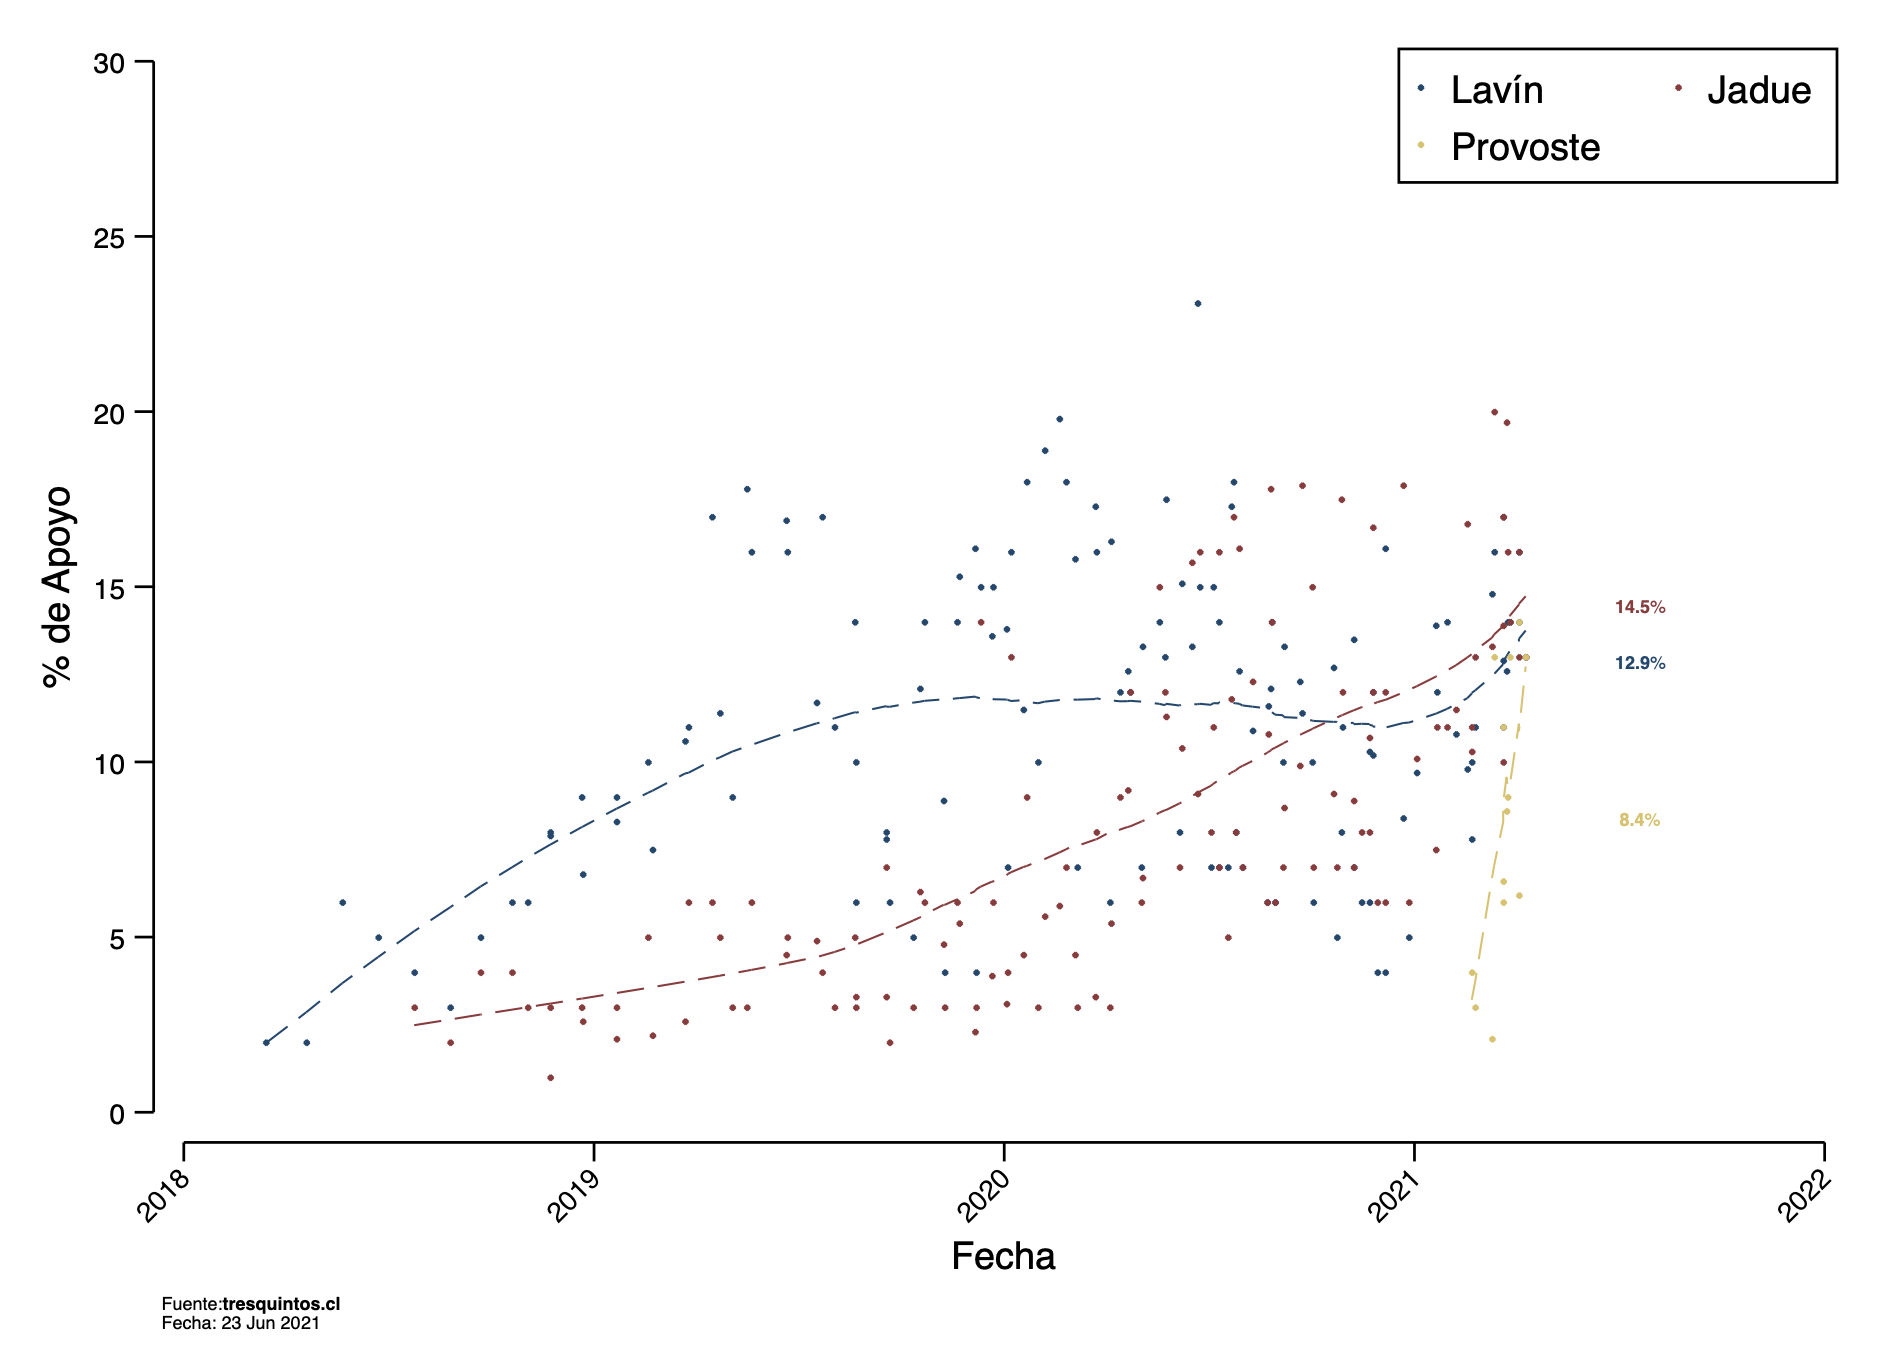 30
25
20
15
10
5
0
% de Apoyo
Lavín
Jadue
Provoste
14.5%
12.9%
8.4%
2018
2019
2020
2021
2022
Fecha
Fuente:tresquintos.cl
Fecha: 23 Jun 2021